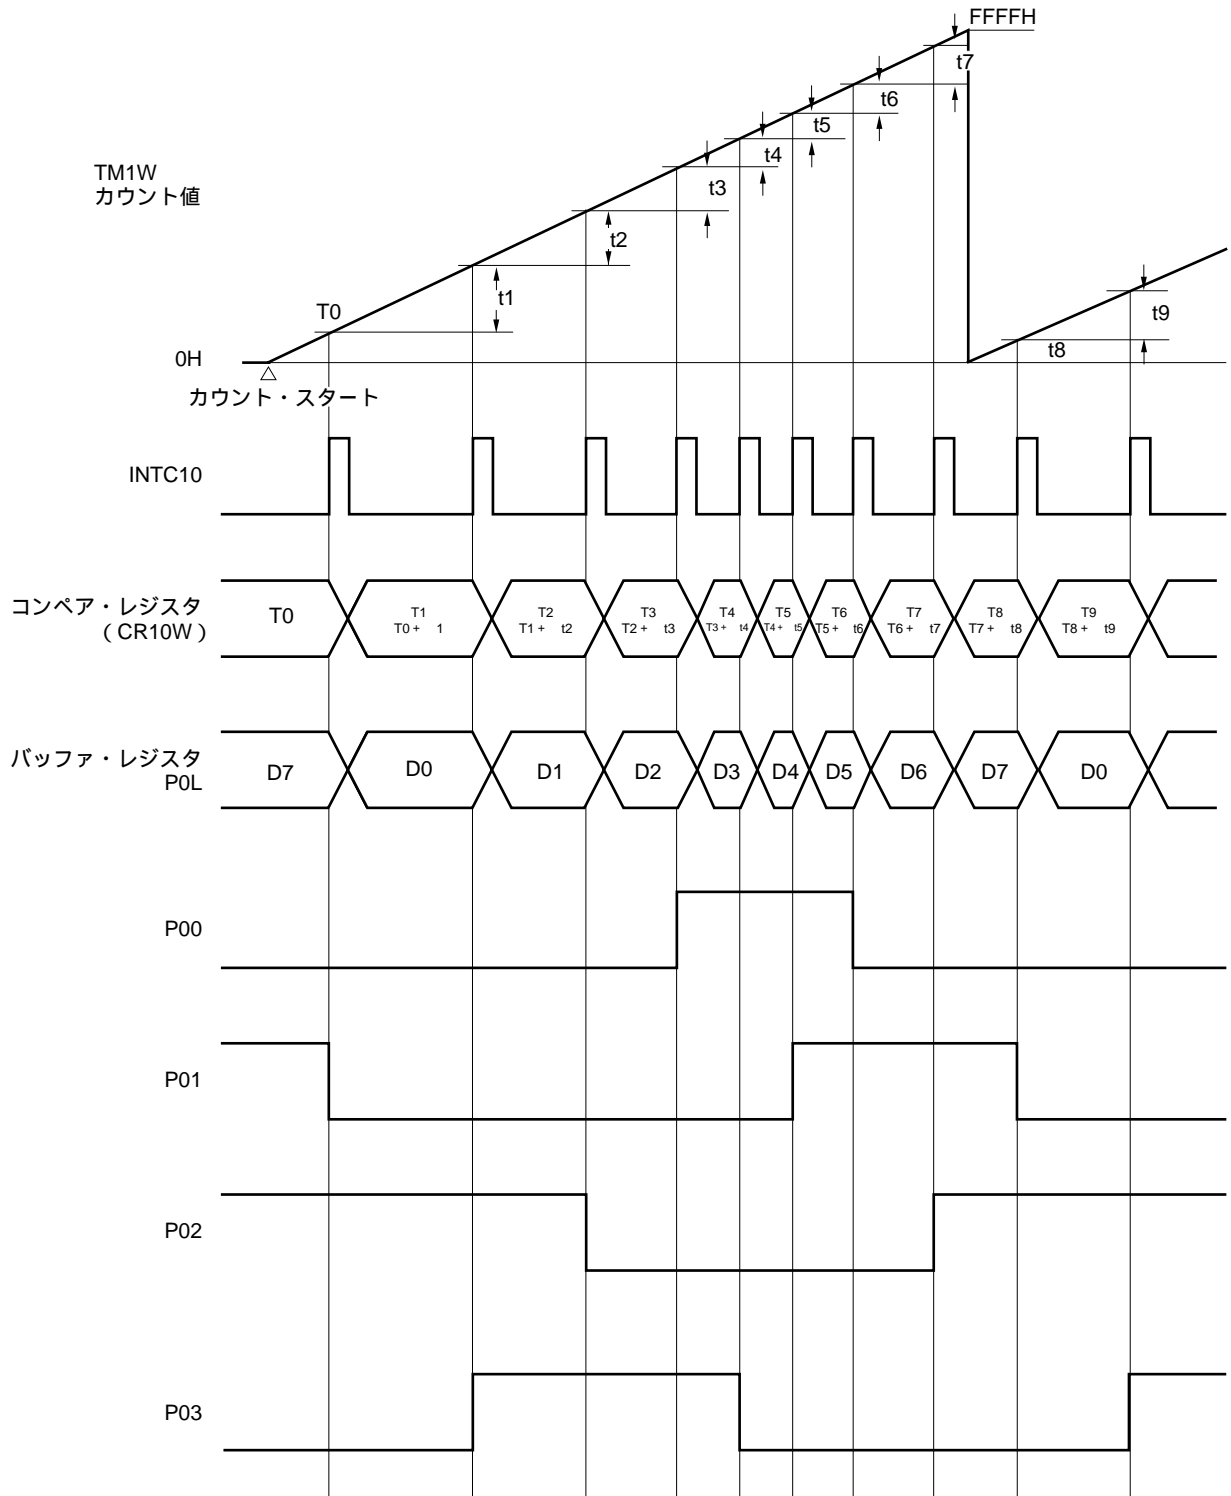 FFFFH
t7
t6
t5
t4
TM1W
カウント値
t3
t2
t1
T0
t9
t8
0H
カウント・スタート
INTC10
コンペア・レジスタ
（CR10W）
T0
T1
T0 + 1
T2
T1 + t2
T3
T2 + t3
T4
T3 + t4
T5
T4 + t5
T6
T5 + t6
T7
T6 + t7
T8
T7 + t8
T9
T8 + t9
バッファ・レジスタ
P0L
D7 D0 D1 D2 D3 D4 D5 D6 D7 D0
P00
P01
P02
P03